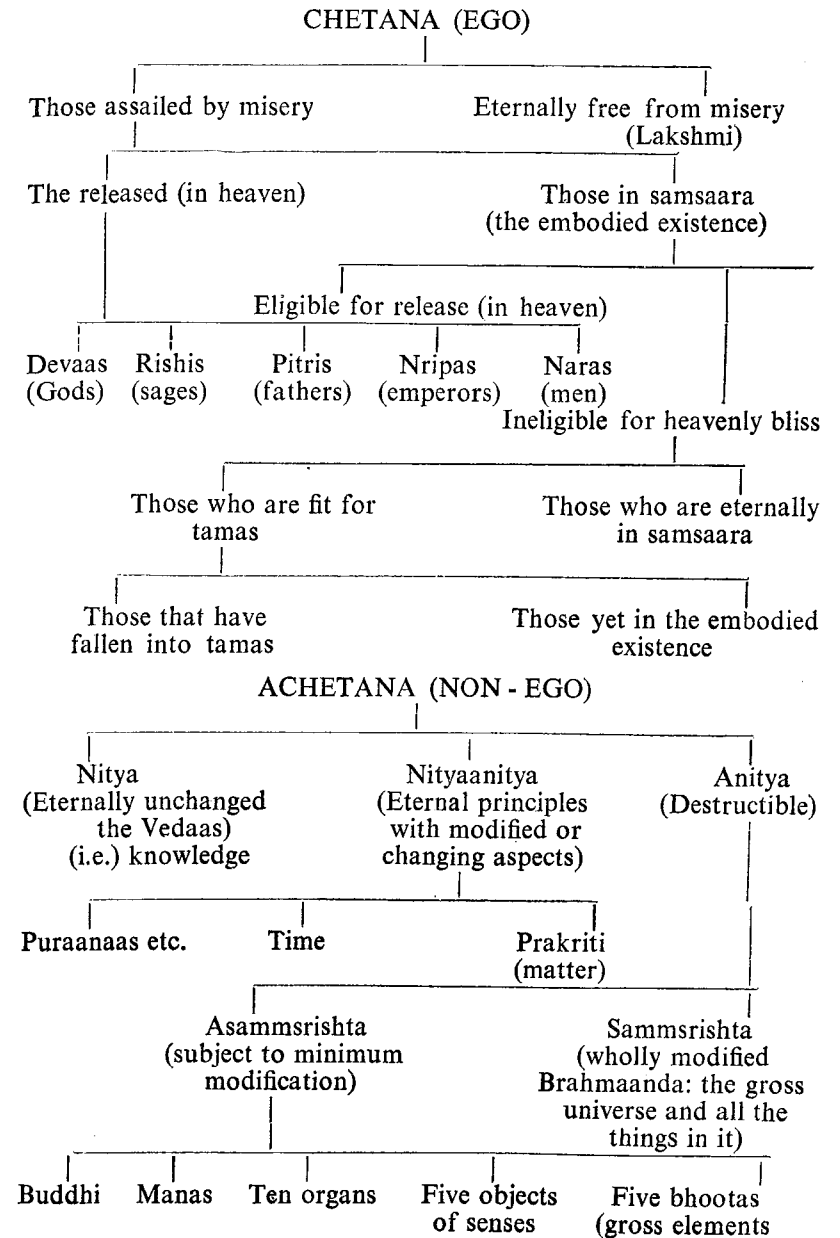 CHETANA (EGO)
Those assailed by misery
Eternally free from misery
(Lakshmi)
The released (in heaven)
Those in samsaara
(the embodied existence)
Eligible for release (in heaven)
Devaas
(Gods)
Rishis
(sages)
Pitris
(fathers)
Nripas
(emperors)
Naras
(men)
Ineligible for heavenly bliss
Those who are fit for
tamas
Those who are eternally
in samsaara
Those that have
fallen into tamas
Those yet in the embodied
existence
ACHETANA (NON - EGO)
Nitya
(Eternally unchanged
the Vedaas)
(i.e.) knowledge
Nityaanitya
(Eternal principles
with modified or
changing aspects)
Anitya
(Destructible)
Puraanaas etc.
Time
Prakriti
(matter)
Asammsrishta
(subject to minimum
modification)
Sammsrishta
(wholly modified
Brahmaanda: the gross
universe and all the
things in it)
Buddhi
Manas
Ten organs
Five objects
of senses
Five bhootas
(gross elements